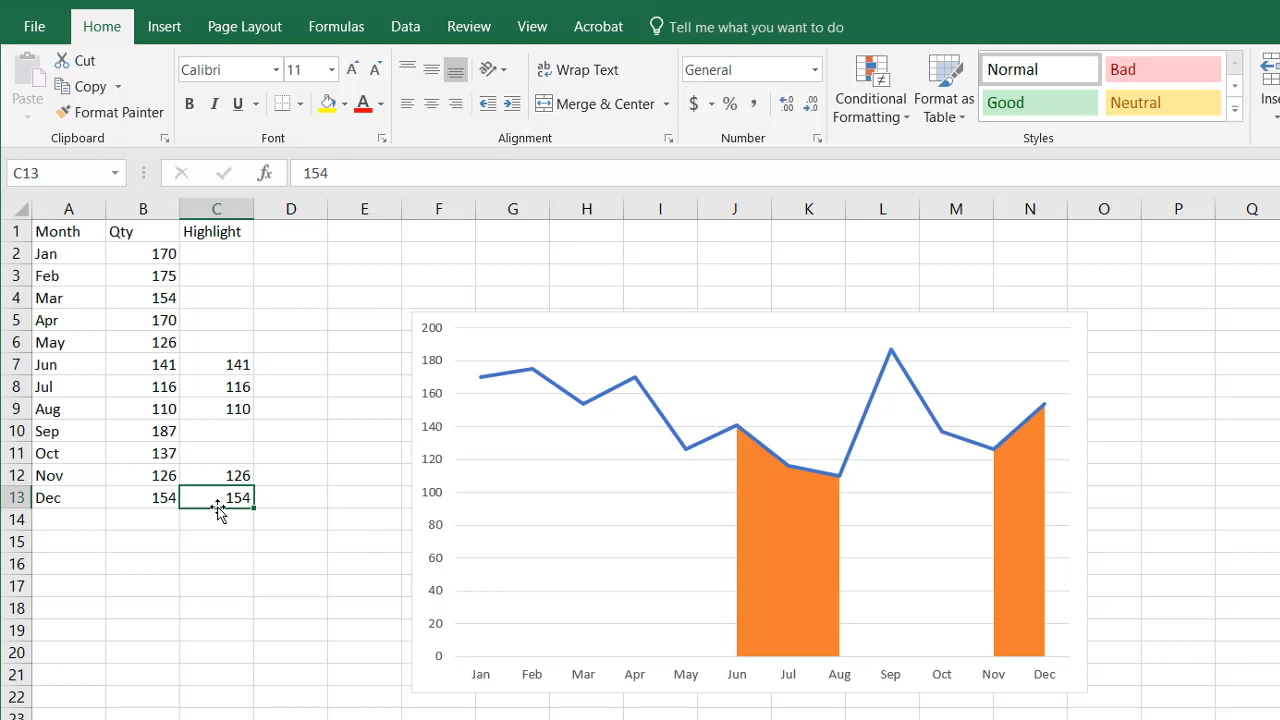 File Home Insert Page Layout Formulas Data Review View Acrobat Tell me what you want to do
Paste
Cut
Copy
Format Painter
Clipboard
Calibri 11
B I U A
Font
Wrap Text
Merge & Center
Alignment
General
$ % ,
Number
Conditional
Formatting
Format as
Table
Normal Bad
Good Neutral
Styles
C13 fx 154
A B C D E F G H I J K L M N O P Q
1 Month Qty Highlight
2 Jan 170
3 Feb 175
4 Mar 154
5 Apr 170
6 May 126
7 Jun 141 141
8 Jul 116 116
9 Aug 110 110
10 Sep 187
11 Oct 137
12 Nov 126 126
13 Dec 154 154
14
15
16
17
18
19
20
21
22
23
200
180
160
140
120
100
80
60
40
20
0
Jan Feb Mar Apr May Jun Jul Aug Sep Oct Nov Dec